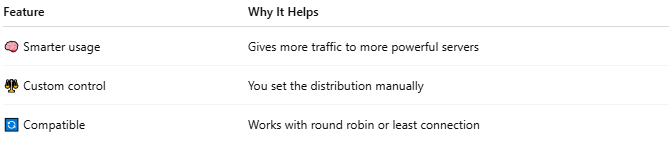 Feature Why It Helps
🧠 Smarter usage Gives more traffic to more powerful servers
⚖️ Custom control You set the distribution manually
🔄 Compatible Works with round robin or least connection